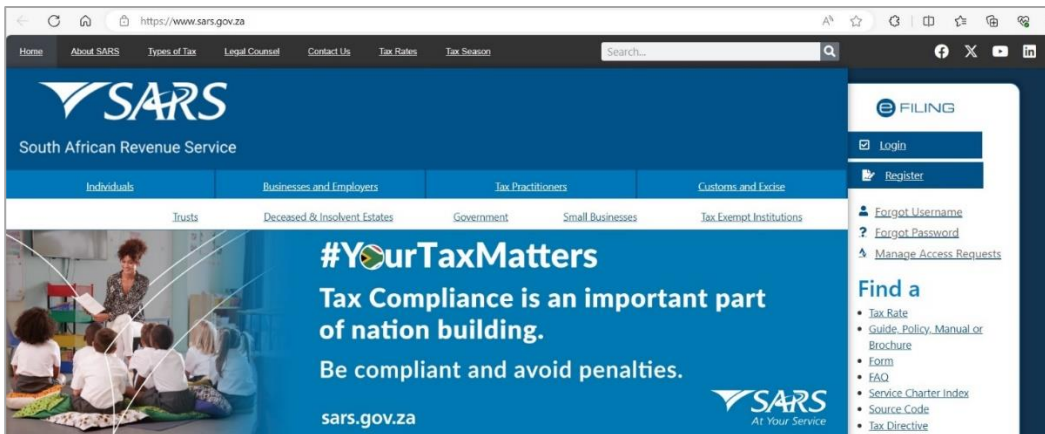 https://www.sars.gov.za
Home About SARS Types of Tax Legal Counsel Contact Us Tax Rates Tax Season Search...
SARS
South African Revenue Service
Individuals Businesses and Employers Tax Practitioners Customs and Excise
Trusts Deceased & Insolvent Estates Government Small Businesses Tax Exempt Institutions
#YourTaxMatters
Tax Compliance is an important part
of nation building.
Be compliant and avoid penalties.
sars.gov.za
SARS
At Your Service
e FILING
Login
Register
Forgot Username
Forgot Password
Manage Access Requests
Find a
Tax Rate
Guide, Policy, Manual or
Brochure
Form
FAQ
Service Charter Index
Source Code
Tax Directive